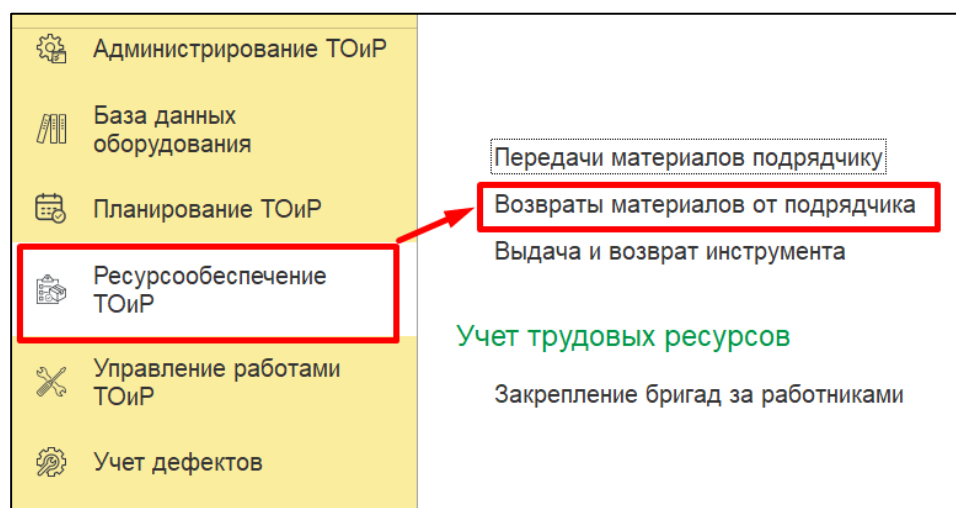 Администрирование ТОиР
База данных
оборудования
Планирование ТОиР
Ресурсообеспечение
ТОиР
Управление работами
ТОиР
Учет дефектов
Передачи материалов подрядчику
Возвраты материалов от подрядчика
Выдача и возврат инструмента
Учет трудовых ресурсов
Закрепление бригад за работниками